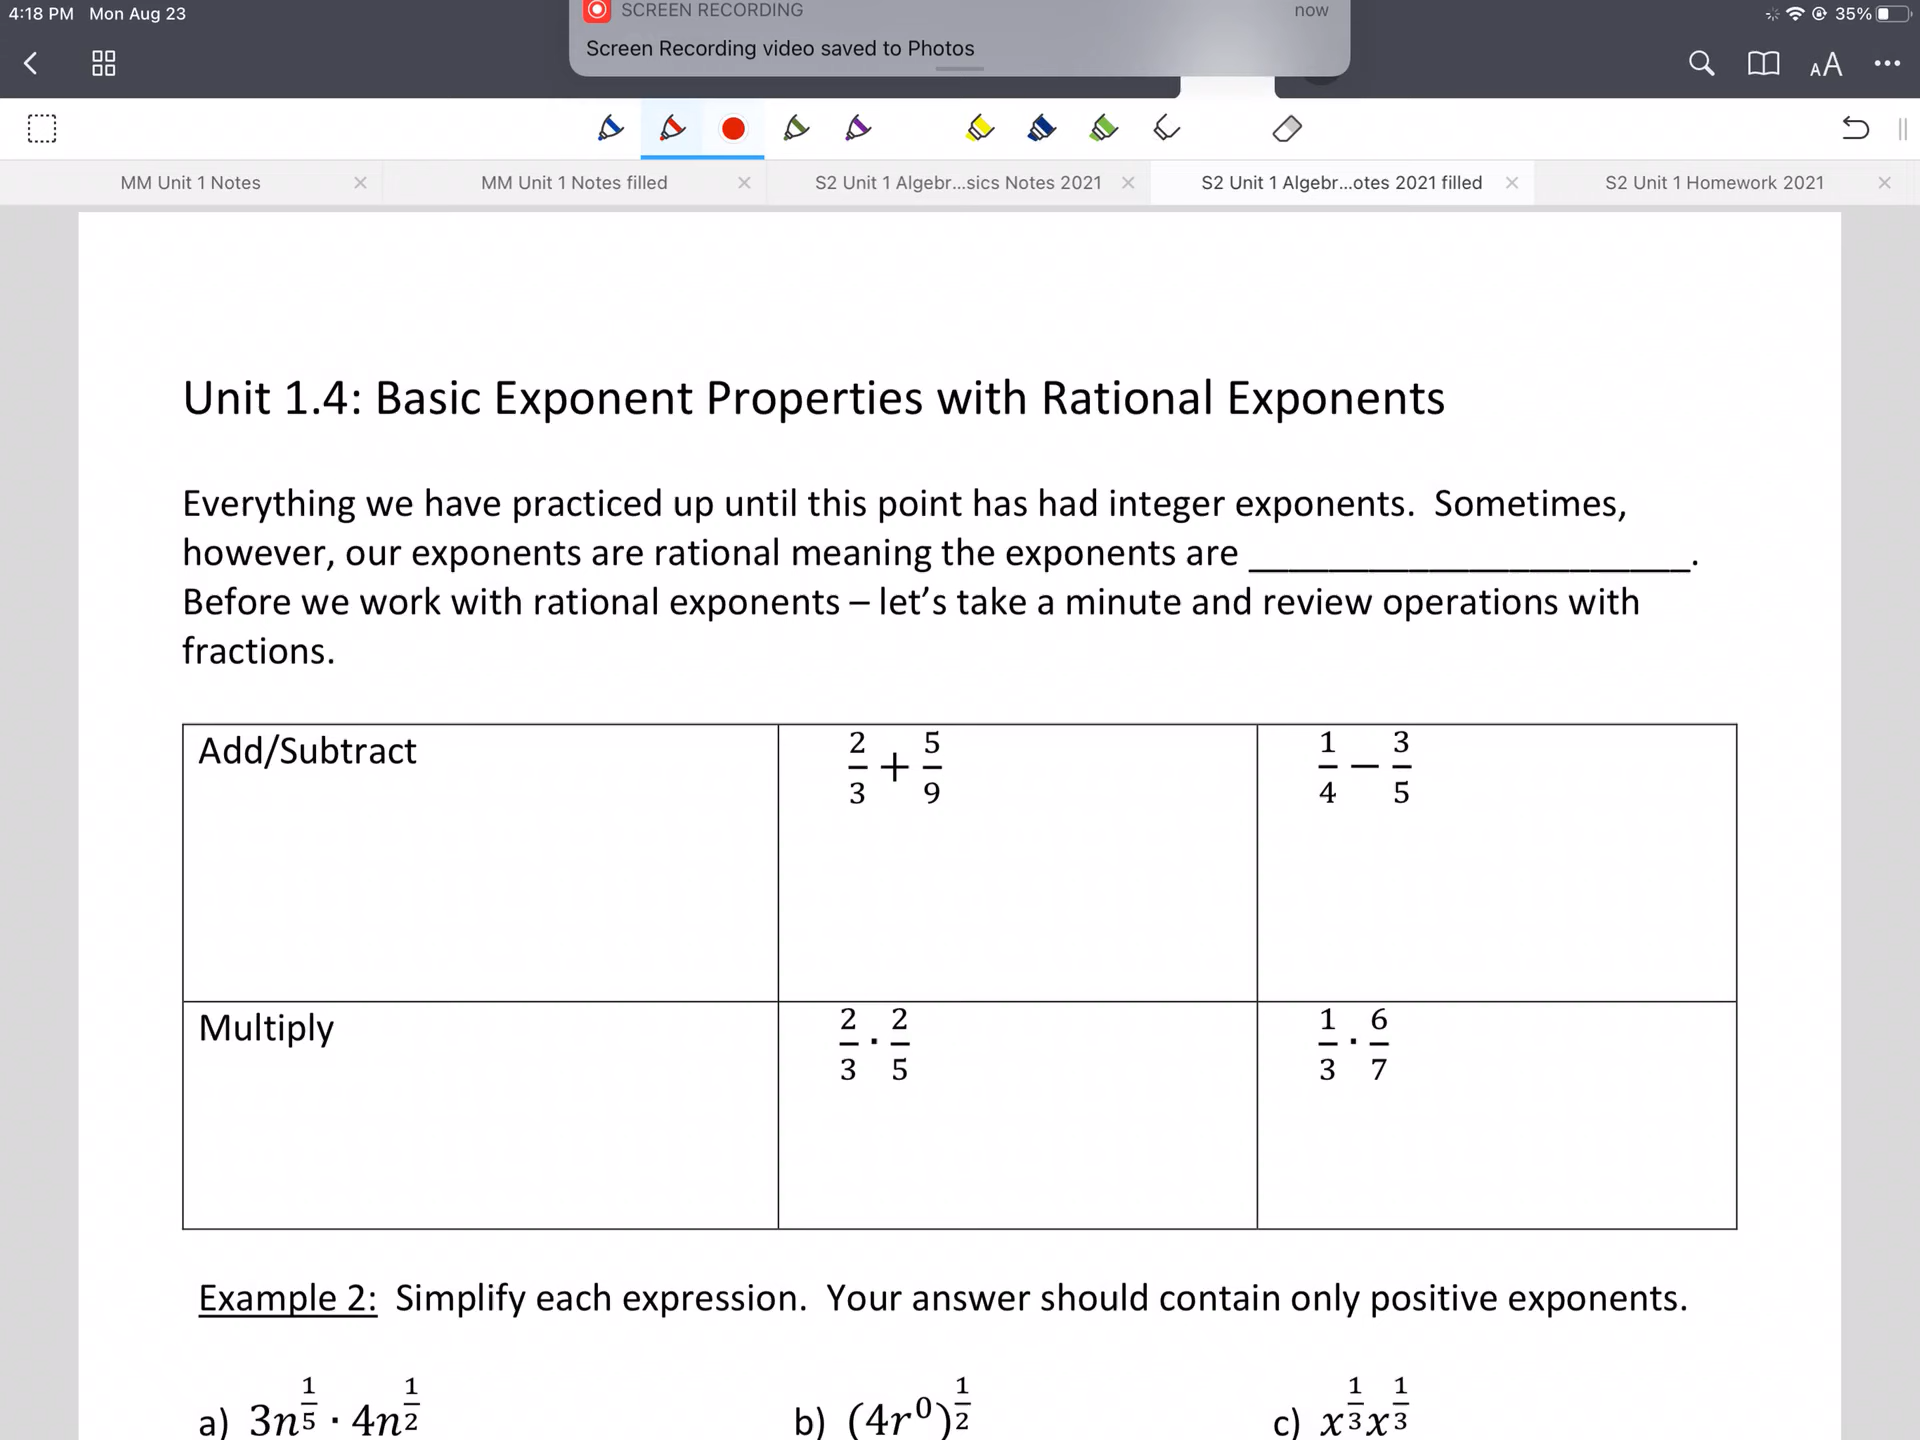 4:18 PM Mon Aug 23
SCREEN RECORDING now
35%
Screen Recording video saved to Photos
AA
MM Unit 1 Notes
MM Unit 1 Notes filled
S2 Unit 1 Algebr...sics Notes 2021
S2 Unit 1 Algebr...otes 2021 filled
S2 Unit 1 Homework 2021
Unit 1.4: Basic Exponent Properties with Rational Exponents
Everything we have practiced up until this point has had integer exponents. Sometimes,
however, our exponents are rational meaning the exponents are ______________________.
Before we work with rational exponents – let’s take a minute and review operations with
fractions.
Add/Subtract 2/3 + 5/9 1/4 − 3/5
Multiply 2/3 · 2/5 1/3 · 6/7
Example 2: Simplify each expression. Your answer should contain only positive exponents.
a) 3n^(1/5) · 4n^(1/2) b) (4r^0)^(1/2) c) x^(1/3)x^(1/3)